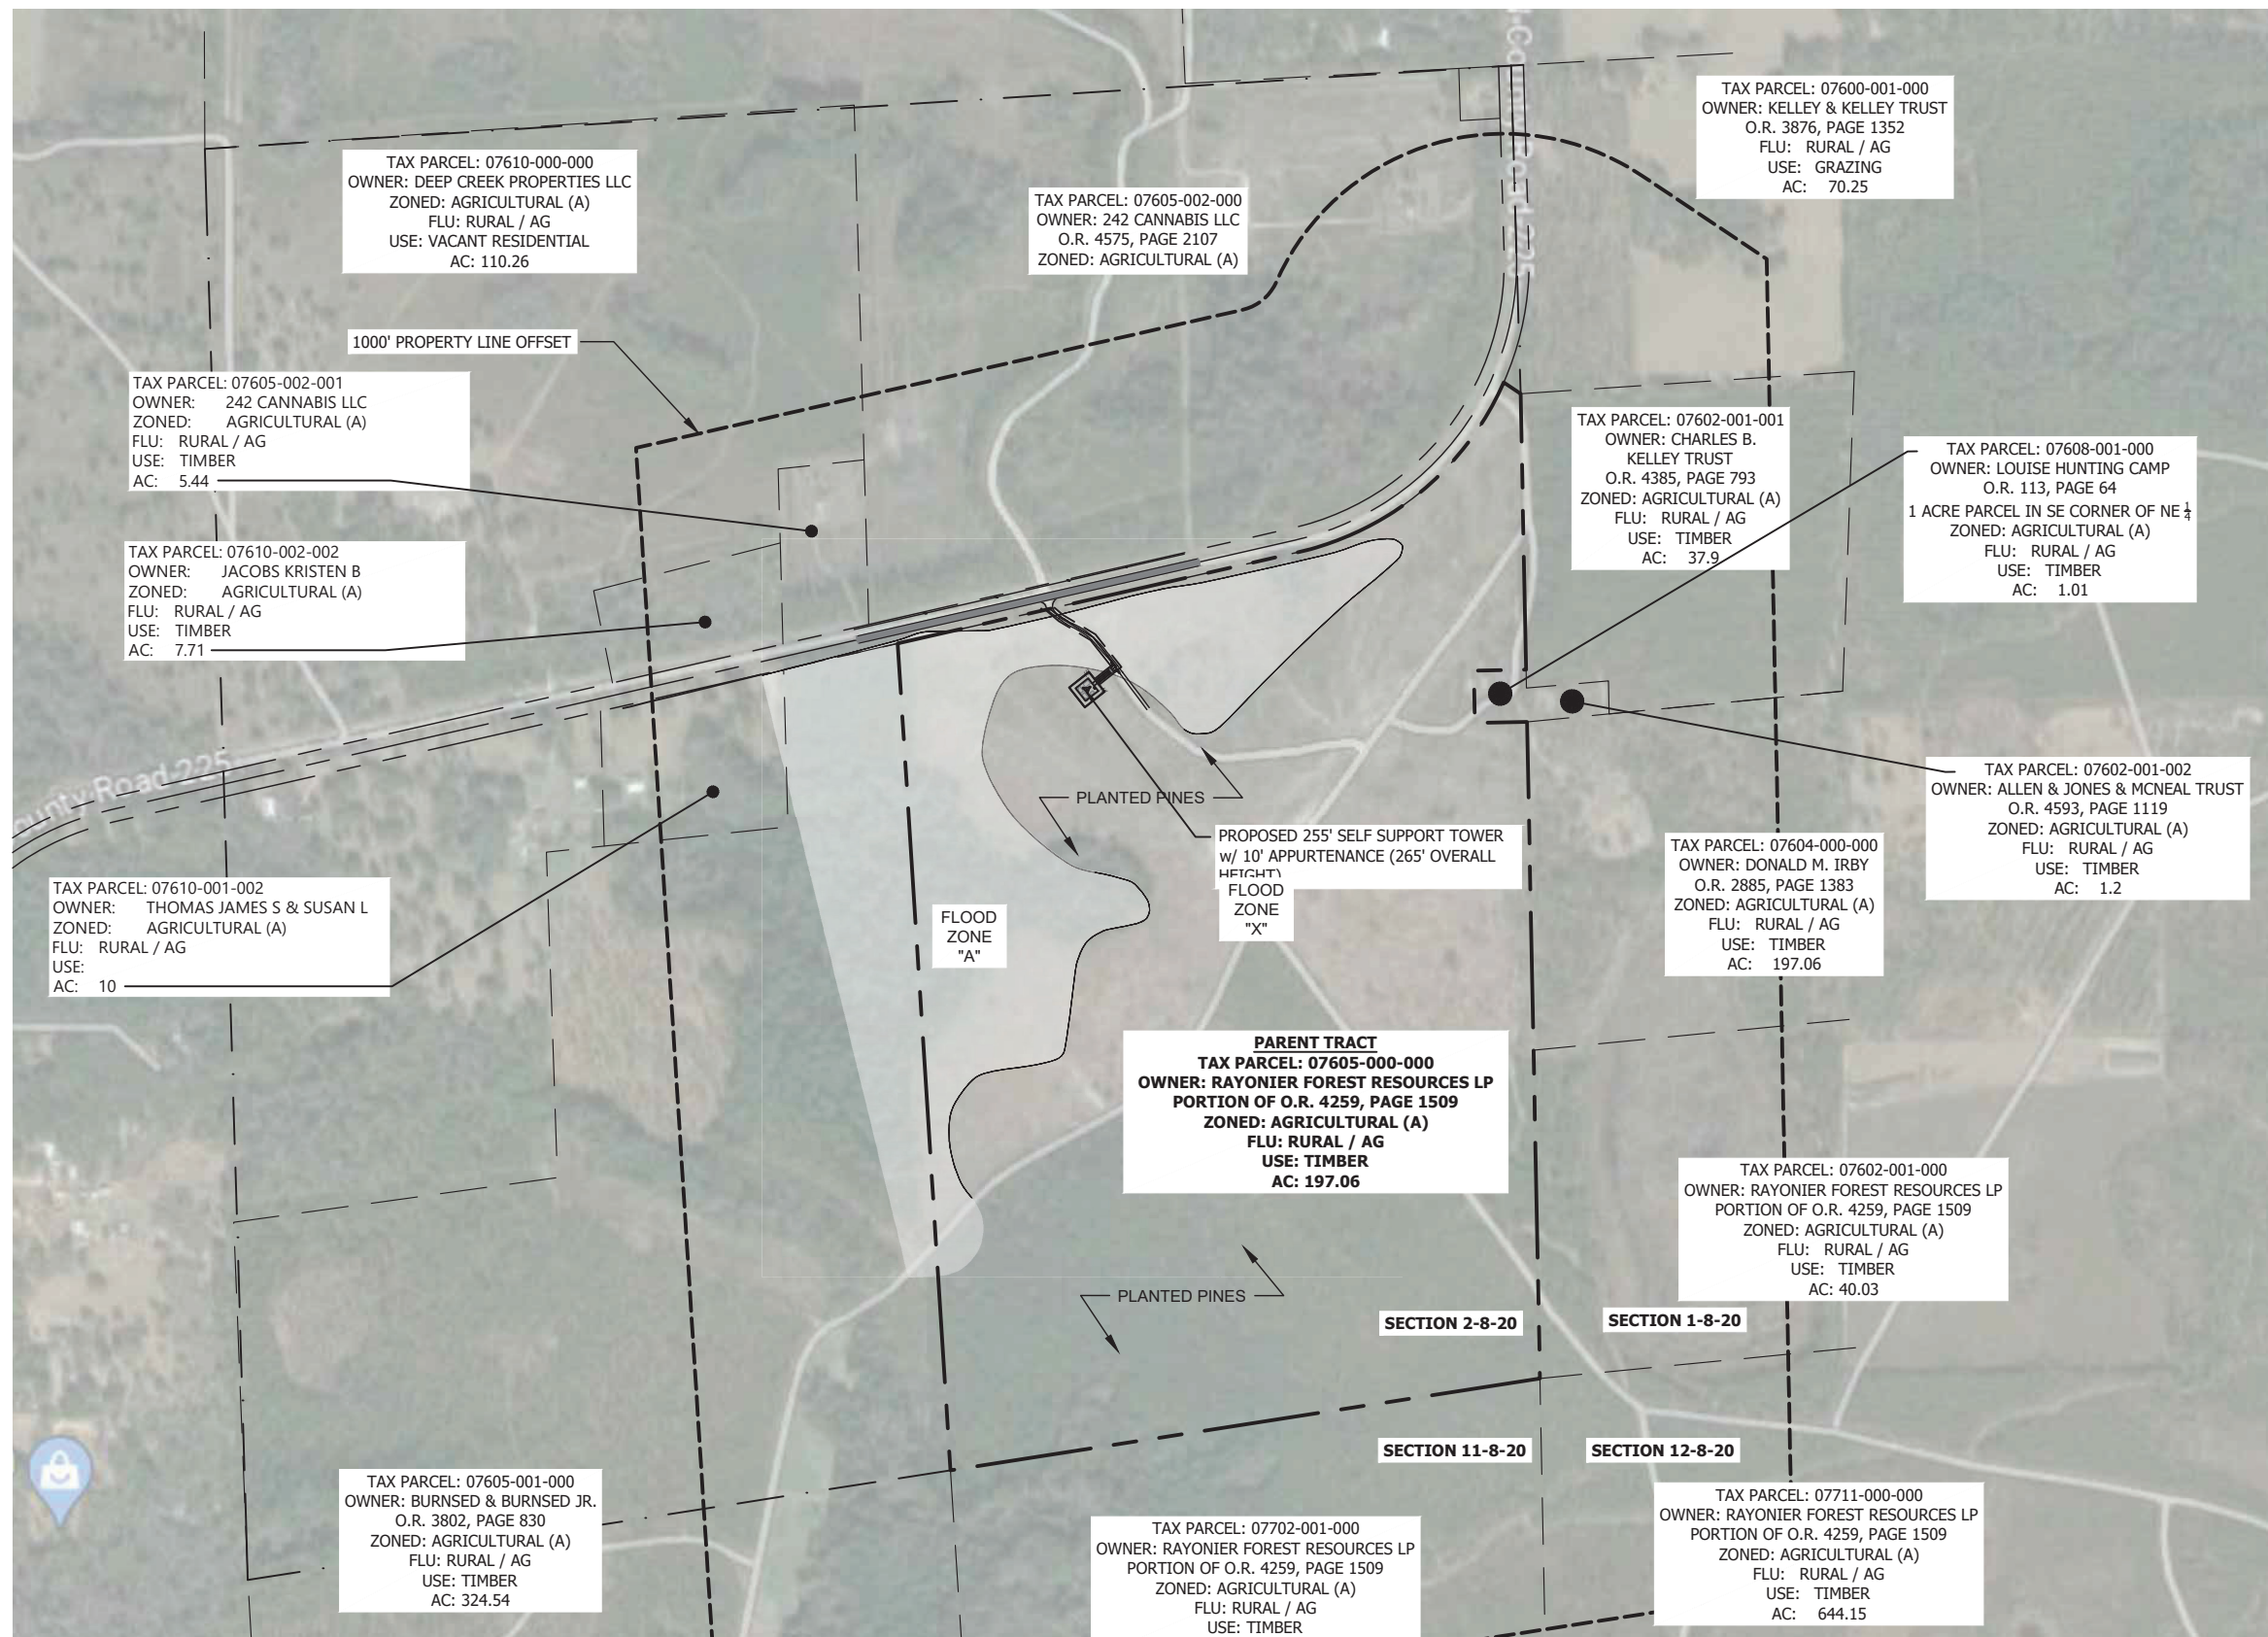 TAX PARCEL: 07600-001-000
OWNER: KELLEY & KELLEY TRUST
O.R. 3876, PAGE 1352
FLU: RURAL / AG
USE: GRAZING
AC: 70.25
TAX PARCEL: 07610-000-000
OWNER: DEEP CREEK PROPERTIES LLC
ZONED: AGRICULTURAL (A)
FLU: RURAL / AG
USE: VACANT RESIDENTIAL
AC: 110.26
TAX PARCEL: 07605-002-000
OWNER: 242 CANNABIS LLC
O.R. 4575, PAGE 2107
ZONED: AGRICULTURAL (A)
1000' PROPERTY LINE OFFSET
TAX PARCEL: 07605-002-001
OWNER: 242 CANNABIS LLC
ZONED: AGRICULTURAL (A)
FLU: RURAL / AG
USE: TIMBER
AC: 5.44
TAX PARCEL: 07602-001-001
OWNER: CHARLES B.
KELLEY TRUST
O.R. 4385, PAGE 793
ZONED: AGRICULTURAL (A)
FLU: RURAL / AG
USE: TIMBER
AC: 37.9
TAX PARCEL: 07608-001-000
OWNER: LOUISE HUNTING CAMP
O.R. 113, PAGE 64
1 ACRE PARCEL IN SE CORNER OF NE 1/4
ZONED: AGRICULTURAL (A)
FLU: RURAL / AG
USE: TIMBER
AC: 1.01
TAX PARCEL: 07610-002-002
OWNER: JACOBS KRISTEN B
ZONED: AGRICULTURAL (A)
FLU: RURAL / AG
USE: TIMBER
AC: 7.71
ounty Road 225
PLANTED PINES
PROPOSED 255' SELF SUPPORT TOWER
w/ 10' APPURTENANCE (265' OVERALL
HEIGHT)
FLOOD
ZONE
"X"
FLOOD
ZONE
"A"
TAX PARCEL: 07602-001-002
OWNER: ALLEN & JONES & MCNEAL TRUST
O.R. 4593, PAGE 1119
ZONED: AGRICULTURAL (A)
FLU: RURAL / AG
USE: TIMBER
AC: 1.2
TAX PARCEL: 07604-000-000
OWNER: DONALD M. IRBY
O.R. 2885, PAGE 1383
ZONED: AGRICULTURAL (A)
FLU: RURAL / AG
USE: TIMBER
AC: 197.06
TAX PARCEL: 07610-001-002
OWNER: THOMAS JAMES S & SUSAN L
ZONED: AGRICULTURAL (A)
FLU: RURAL / AG
USE:
AC: 10
PARENT TRACT
TAX PARCEL: 07605-000-000
OWNER: RAYONIER FOREST RESOURCES LP
PORTION OF O.R. 4259, PAGE 1509
ZONED: AGRICULTURAL (A)
FLU: RURAL / AG
USE: TIMBER
AC: 197.06
TAX PARCEL: 07602-001-000
OWNER: RAYONIER FOREST RESOURCES LP
PORTION OF O.R. 4259, PAGE 1509
ZONED: AGRICULTURAL (A)
FLU: RURAL / AG
USE: TIMBER
AC: 40.03
PLANTED PINES
SECTION 2-8-20
SECTION 1-8-20
SECTION 11-8-20
SECTION 12-8-20
TAX PARCEL: 07605-001-000
OWNER: BURNSED & BURNSED JR.
O.R. 3802, PAGE 830
ZONED: AGRICULTURAL (A)
FLU: RURAL / AG
USE: TIMBER
AC: 324.54
TAX PARCEL: 07702-001-000
OWNER: RAYONIER FOREST RESOURCES LP
PORTION OF O.R. 4259, PAGE 1509
ZONED: AGRICULTURAL (A)
FLU: RURAL / AG
USE: TIMBER
TAX PARCEL: 07711-000-000
OWNER: RAYONIER FOREST RESOURCES LP
PORTION OF O.R. 4259, PAGE 1509
ZONED: AGRICULTURAL (A)
FLU: RURAL / AG
USE: TIMBER
AC: 644.15